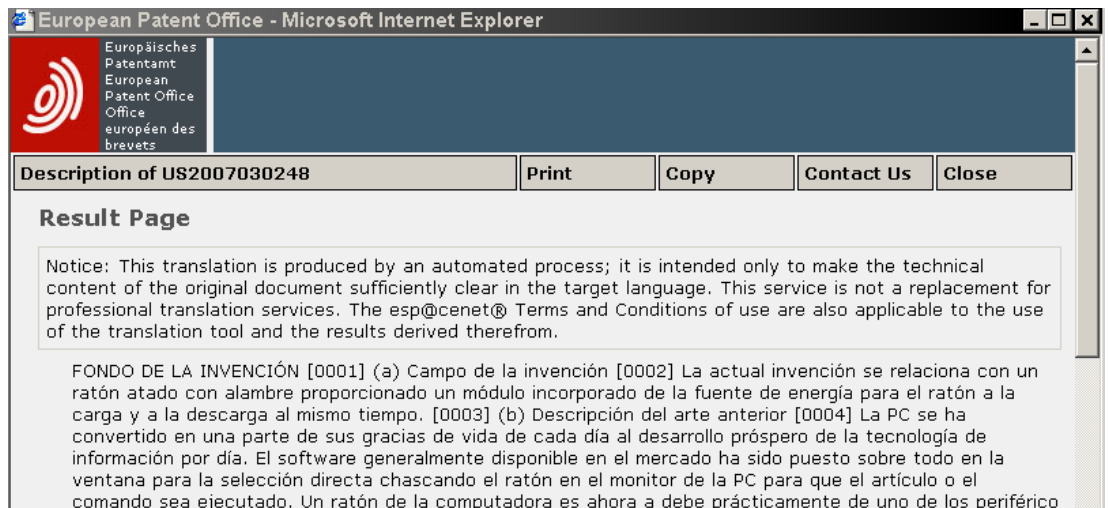 European Patent Office - Microsoft Internet Explorer
Europäisches
Patentamt
European
Patent Office
Office
européen des
brevets
Description of US2007030248 Print Copy Contact Us Close
Result Page
Notice: This translation is produced by an automated process; it is intended only to make the technical
content of the original document sufficiently clear in the target language. This service is not a replacement for
professional translation services. The esp@cenet® Terms and Conditions of use are also applicable to the use
of the translation tool and the results derived therefrom.
FONDO DE LA INVENCIÓN [0001] (a) Campo de la invención [0002] La actual invención se relaciona con un
ratón atado con alambre proporcionado un módulo incorporado de la fuente de energía para el ratón a la
carga y a la descarga al mismo tiempo. [0003] (b) Descripción del arte anterior [0004] La PC se ha
convertido en una parte de sus gracias de vida de cada día al desarrollo próspero de la tecnología de
información por día. El software generalmente disponible en el mercado ha sido puesto sobre todo en la
ventana para la selección directa chascando el ratón en el monitor de la PC para que el artículo o el
comando sea ejecutado. Un ratón de la computadora es ahora a debe prácticamente de uno de los periférico